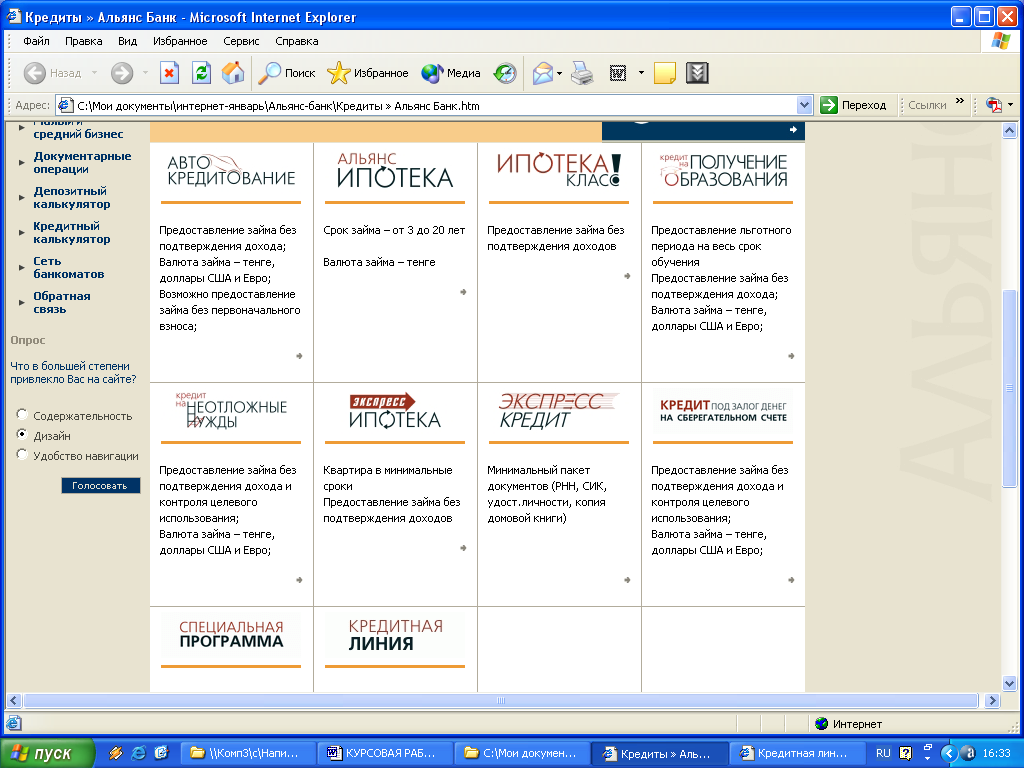 Кредиты » Альянс Банк - Microsoft Internet Explorer
Файл Правка Вид Избранное Сервис Справка
Назад Поиск Избранное Медиа
Адрес: C:\Мои документы\интернет-январь\Альянс-банк\Кредиты » Альянс Банк.htm Переход Ссылки »
средний бизнес
Документарные
операции
Депозитный
калькулятор
Кредитный
калькулятор
Сеть
банкоматов
Обратная
связь
Опрос
Что в большей степени
привлекло Вас на сайте?
Содержательность
Дизайн
Удобство навигации
Голосовать
АВТО
КРЕДИТОВАНИЕ
Предоставление займа без
подтверждения дохода;
Валюта займа – тенге,
доллары США и Евро;
Возможно предоставление
займа без первоначального
взноса;
АЛЬЯНС
ИПОТЕКА
Срок займа – от 3 до 20 лет
Валюта займа – тенге
ИПОТЕКА
КЛАСС!
Предоставление займа без
подтверждения доходов
кредит на ПОЛУЧЕНИЕ
ОБРАЗОВАНИЯ
Предоставление льготного
периода на весь срок
обучения
Предоставление займа без
подтверждения дохода;
Валюта займа – тенге,
доллары США и Евро;
кредит
на НЕОТЛОЖНЫЕ
НУЖДЫ
Предоставление займа без
подтверждения дохода и
контроля целевого
использования;
Валюта займа – тенге,
доллары США и Евро;
экспресс
ИПОТЕКА
Квартира в минимальные
сроки
Предоставление займа без
подтверждения доходов
ЭКСПРЕСС
КРЕДИТ
Минимальный пакет
документов (РНН, СИК,
удост.личности, копия
домовой книги)
КРЕДИТ ПОД ЗАЛОГ ДЕНЕГ
НА СБЕРЕГАТЕЛЬНОМ СЧЕТЕ
Предоставление займа без
подтверждения дохода и
контроля целевого
использования;
Валюта займа – тенге,
доллары США и Евро;
СПЕЦИАЛЬНАЯ
ПРОГРАММА
КРЕДИТНАЯ
ЛИНИЯ
АЛЬЯНС
Интернет
пуск \\Комп3\c\Напи... КУРСОВАЯ РАБ... C:\Мои докумен... Кредиты » Аль... Кредитная лин... RU 16:33